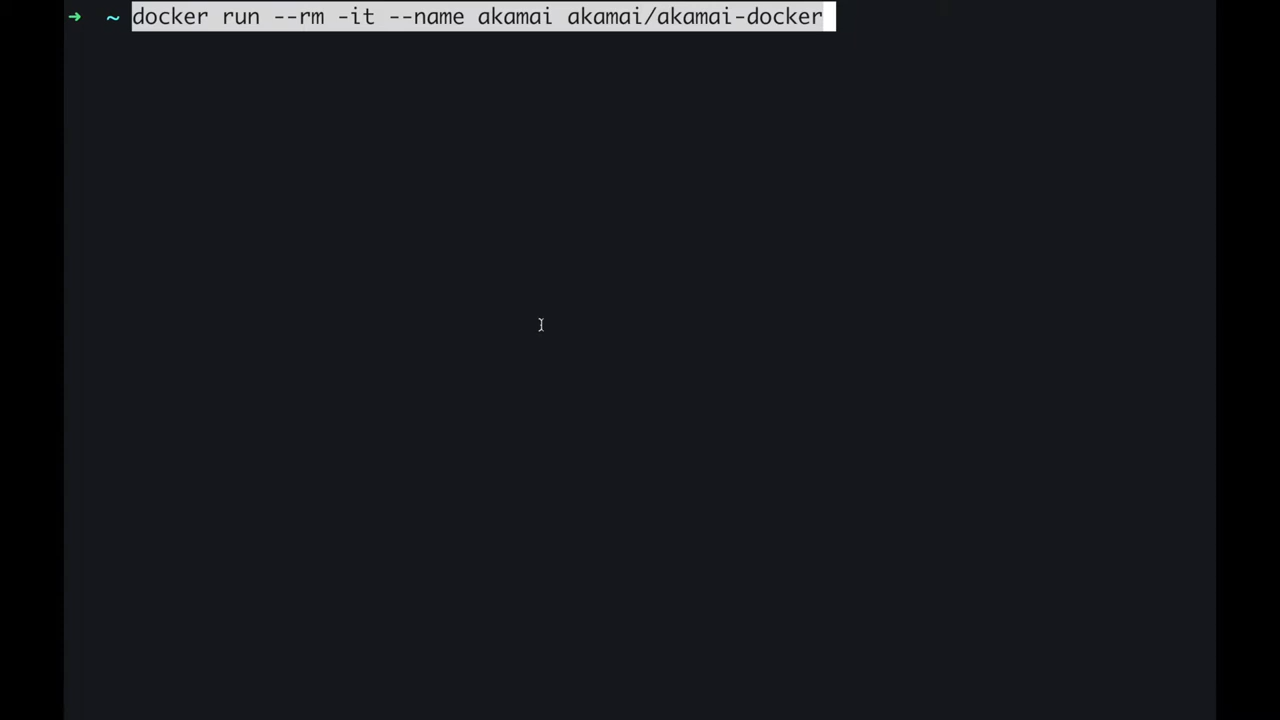 ➜ ~ docker run --rm -it --name akamai akamai/akamai-docker